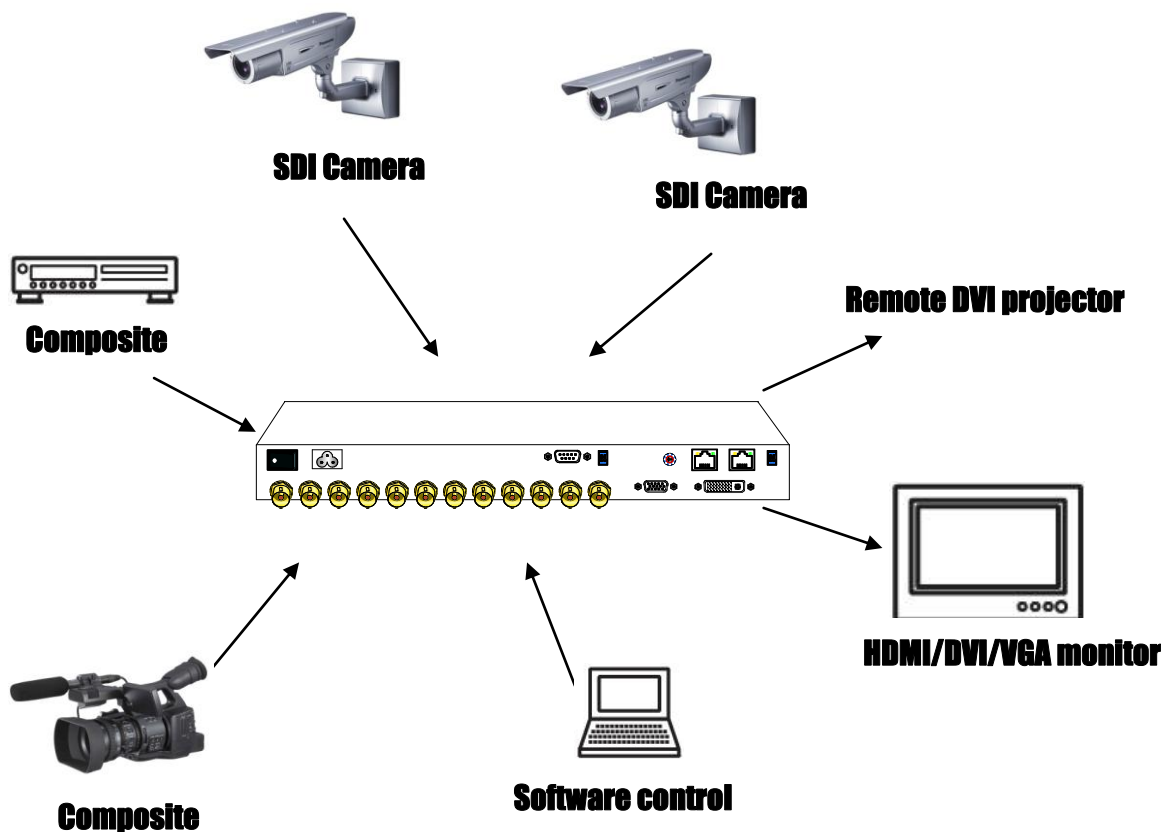 SDI Camera
SDI Camera
Remote DVI projector
Composite
HDMI/DVI/VGA monitor
Software control
Composite